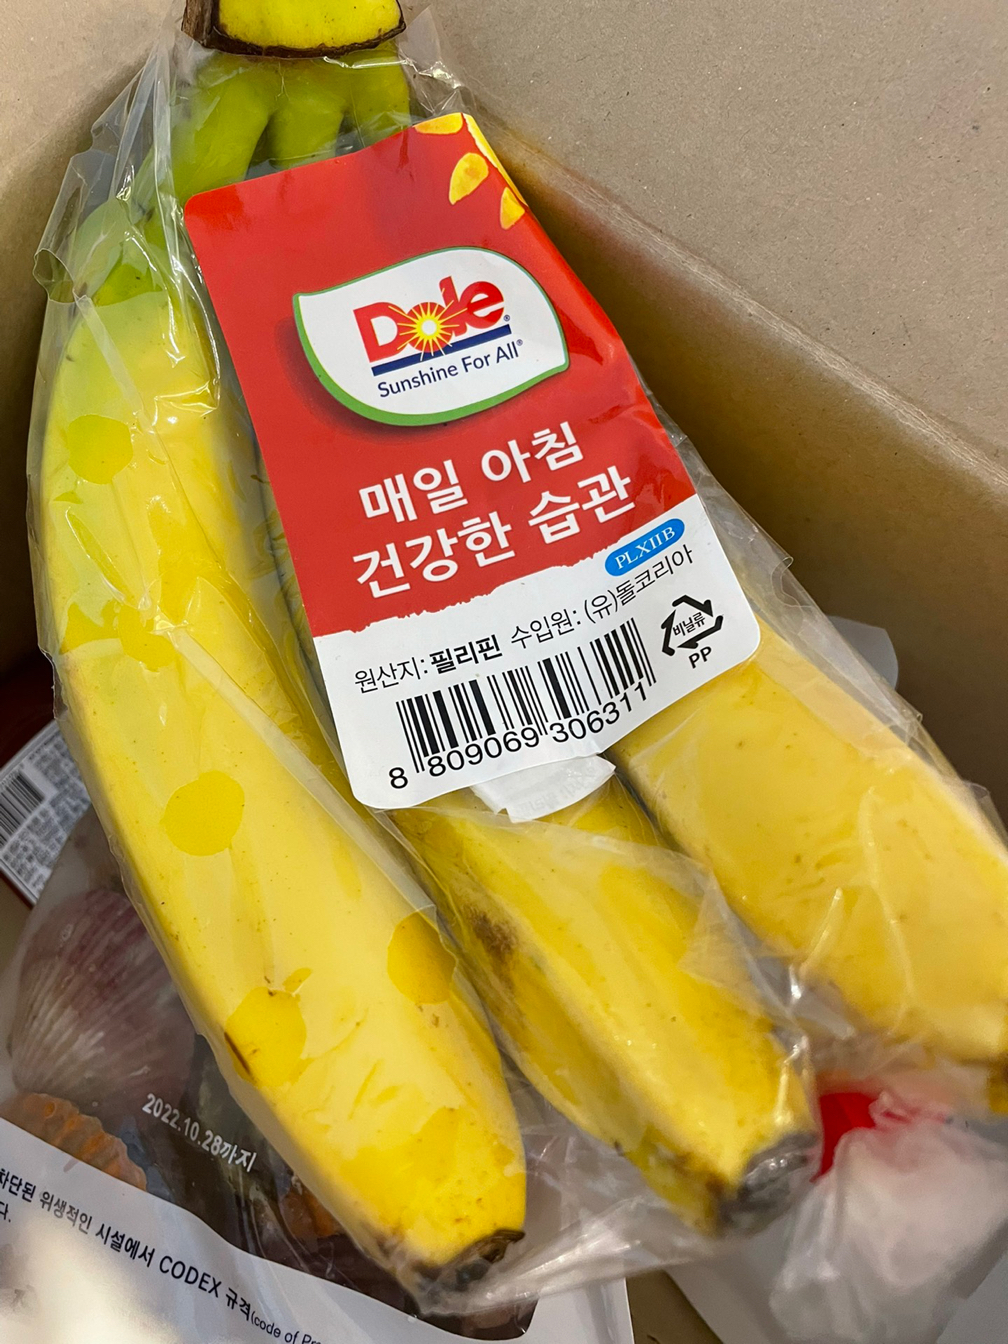 Dole®
Sunshine For All®
매일 아침
건강한 습관
PLXIIB
원산지: 필리핀 수입원: (유)돌코리아
비닐류
PP
8 809069 306311
2022.10.28까지
차단된 위생적인 시설에서 CODEX 규격(code of
다.